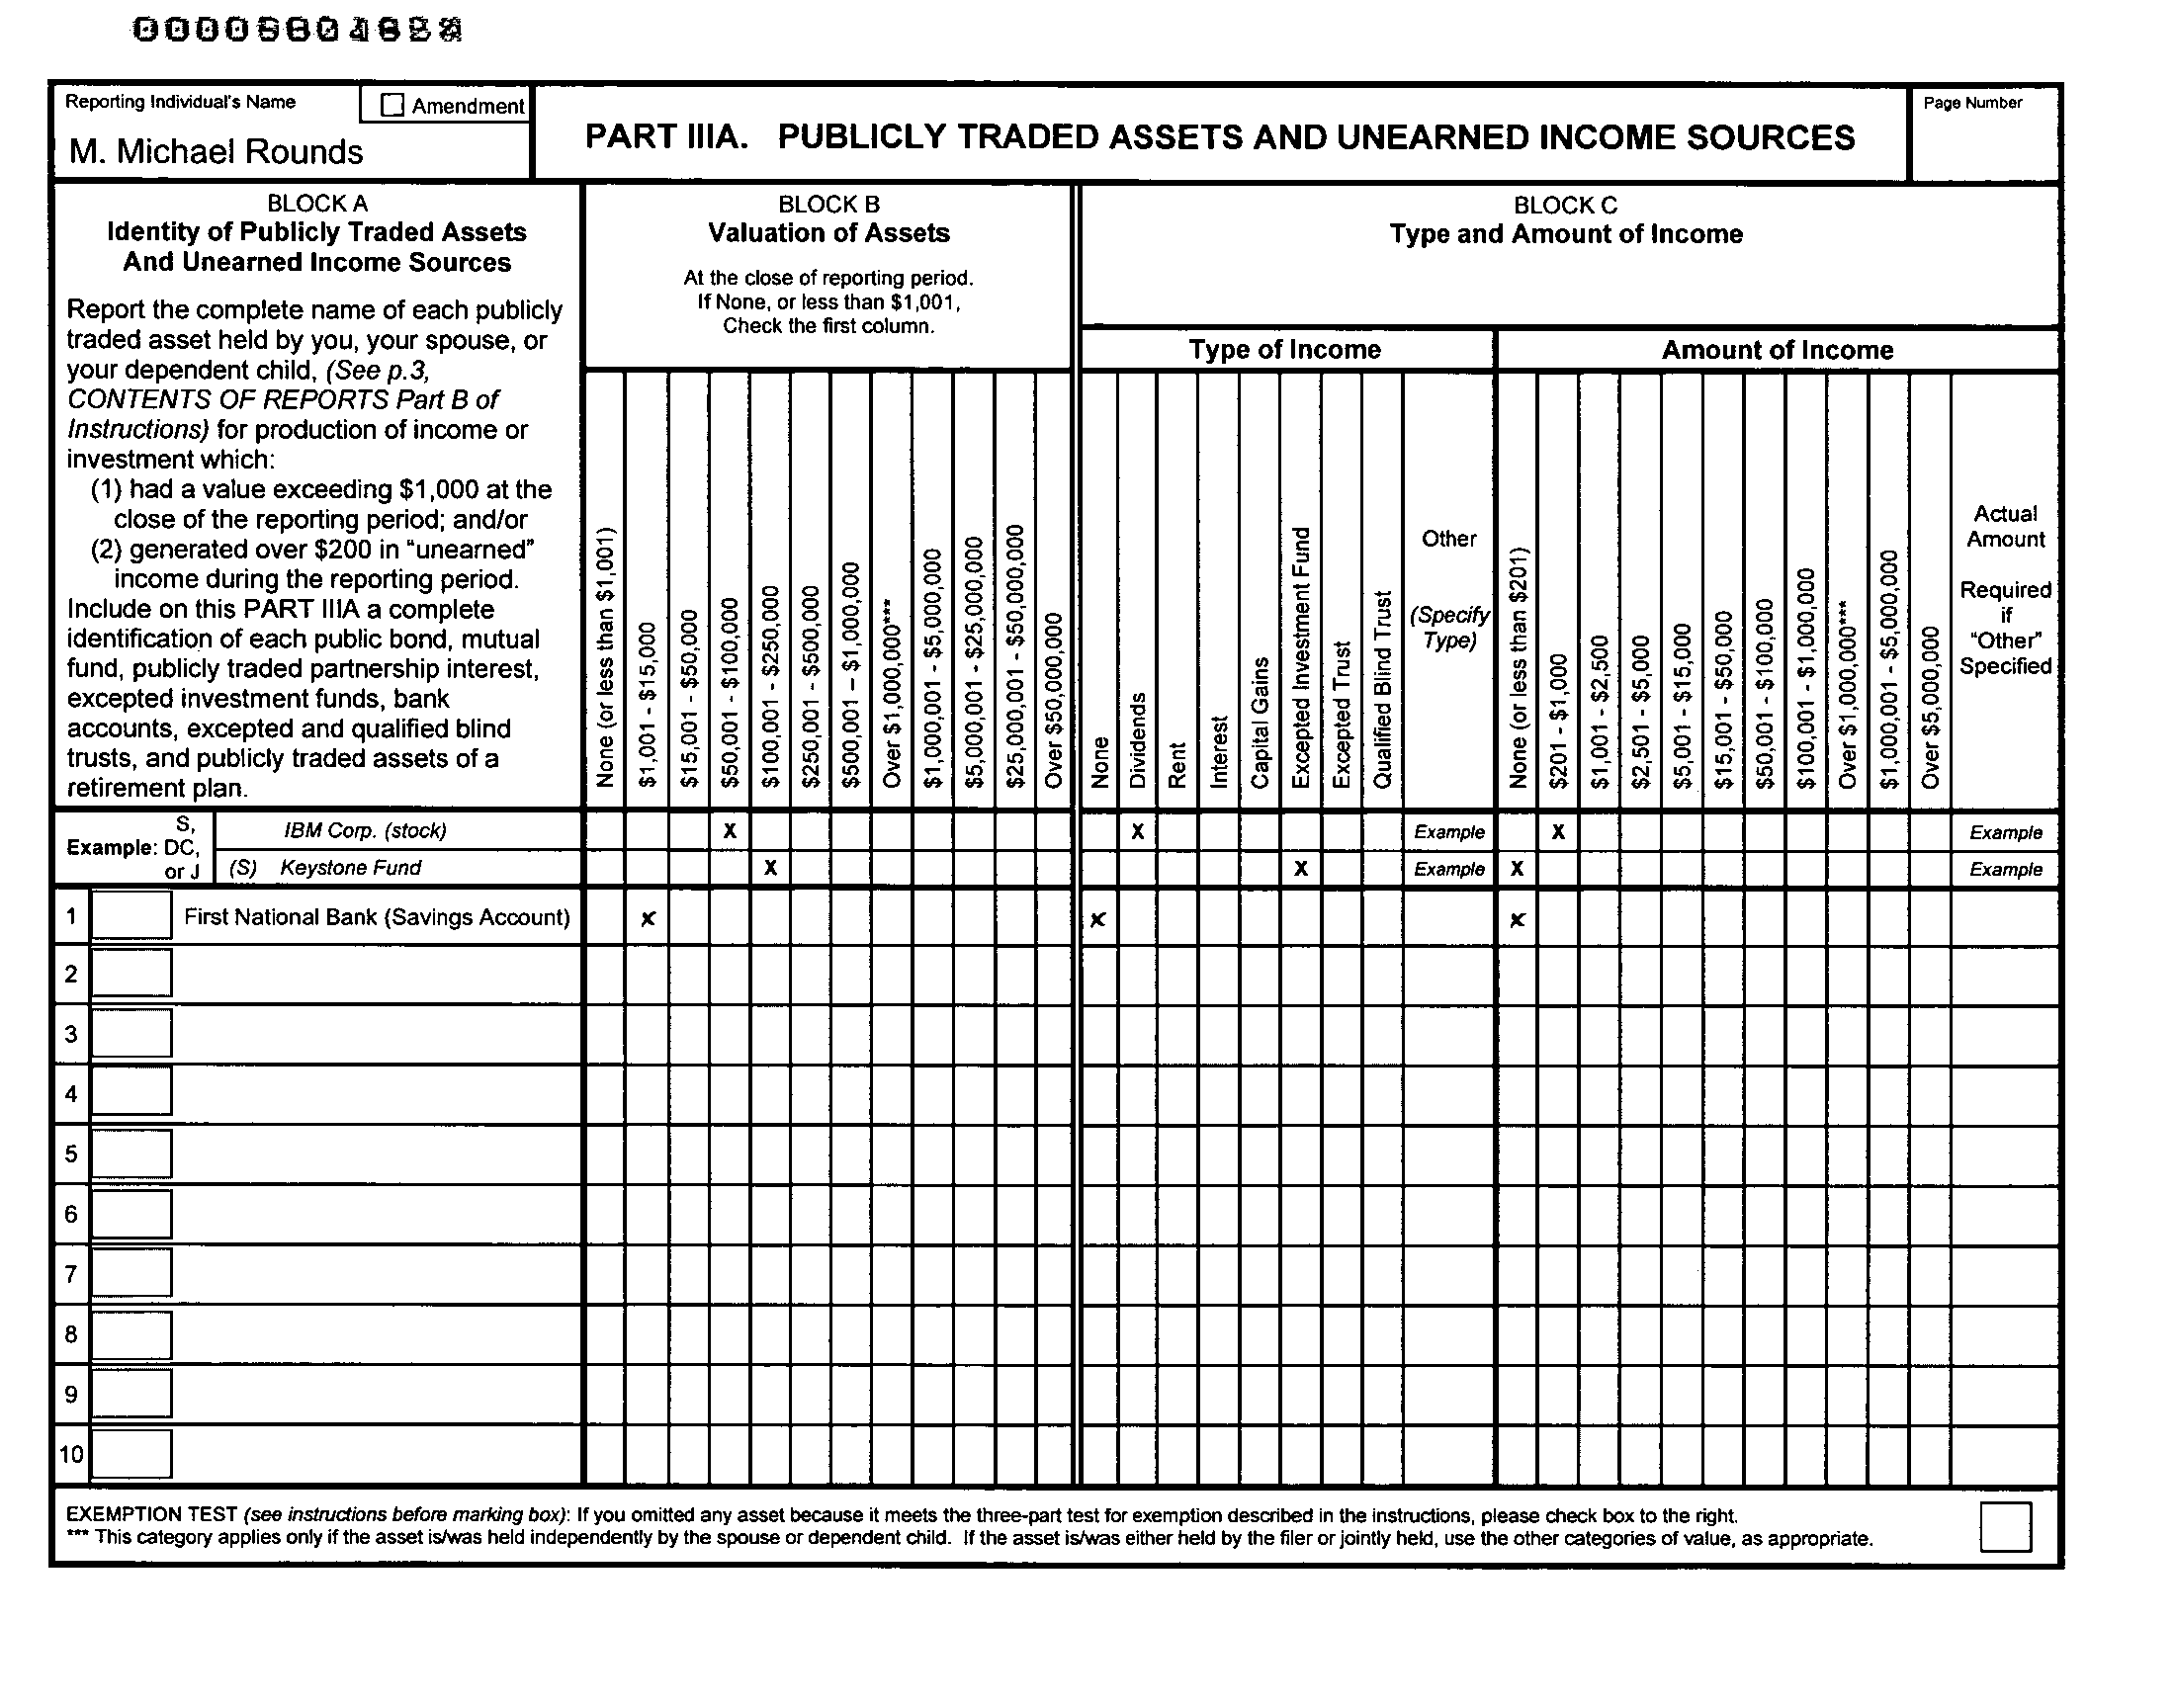 Reporting Individual's Name
Amendment
M. Michael Rounds
PART IIIA. PUBLICLY TRADED ASSETS AND UNEARNED INCOME SOURCES
Page Number
BLOCK A
Identity of Publicly Traded Assets
And Unearned Income Sources
Report the complete name of each publicly
traded asset held by you, your spouse, or
your dependent child, (See p.3,
CONTENTS OF REPORTS Part B of
Instructions) for production of income or
investment which:
(1) had a value exceeding $1,000 at the
close of the reporting period; and/or
(2) generated over $200 in "unearned"
income during the reporting period.
Include on this PART IIIA a complete
identification of each public bond, mutual
fund, publicly traded partnership interest,
excepted investment funds, bank
accounts, excepted and qualified blind
trusts, and publicly traded assets of a
retirement plan.
BLOCK B
Valuation of Assets
At the close of reporting period.
If None, or less than $1,001,
Check the first column.
None (or less than $1,001)
$1,001 - $15,000
$15,001 - $50,000
$50,001 - $100,000
$100,001 - $250,000
$250,001 - $500,000
$500,001 – $1,000,000
Over $1,000,000***
$1,000,001 - $5,000,000
$5,000,001 - $25,000,000
$25,000,001 - $50,000,000
Over $50,000,000
BLOCK C
Type and Amount of Income
Type of Income
None
Dividends
Rent
Interest
Capital Gains
Excepted Investment Fund
Excepted Trust
Qualified Blind Trust
Other
(Specify
Type)
Amount of Income
None (or less than $201)
$201 - $1,000
$1,001 - $2,500
$2,501 - $5,000
$5,001 - $15,000
$15,001 - $50,000
$50,001 - $100,000
$100,001 - $1,000,000
Over $1,000,000***
$1,000,001 - $5,000,000
Over $5,000,000
Actual
Amount
Required
if
"Other"
Specified
Example: S, DC, or J
IBM Corp. (stock) X X Example X Example
(S) Keystone Fund X X Example X Example
1 First National Bank (Savings Account) x x x
2
3
4
5
6
7
8
9
10
EXEMPTION TEST (see instructions before marking box): If you omitted any asset because it meets the three-part test for exemption described in the instructions, please check box to the right.
*** This category applies only if the asset is/was held independently by the spouse or dependent child. If the asset is/was either held by the filer or jointly held, use the other categories of value, as appropriate.